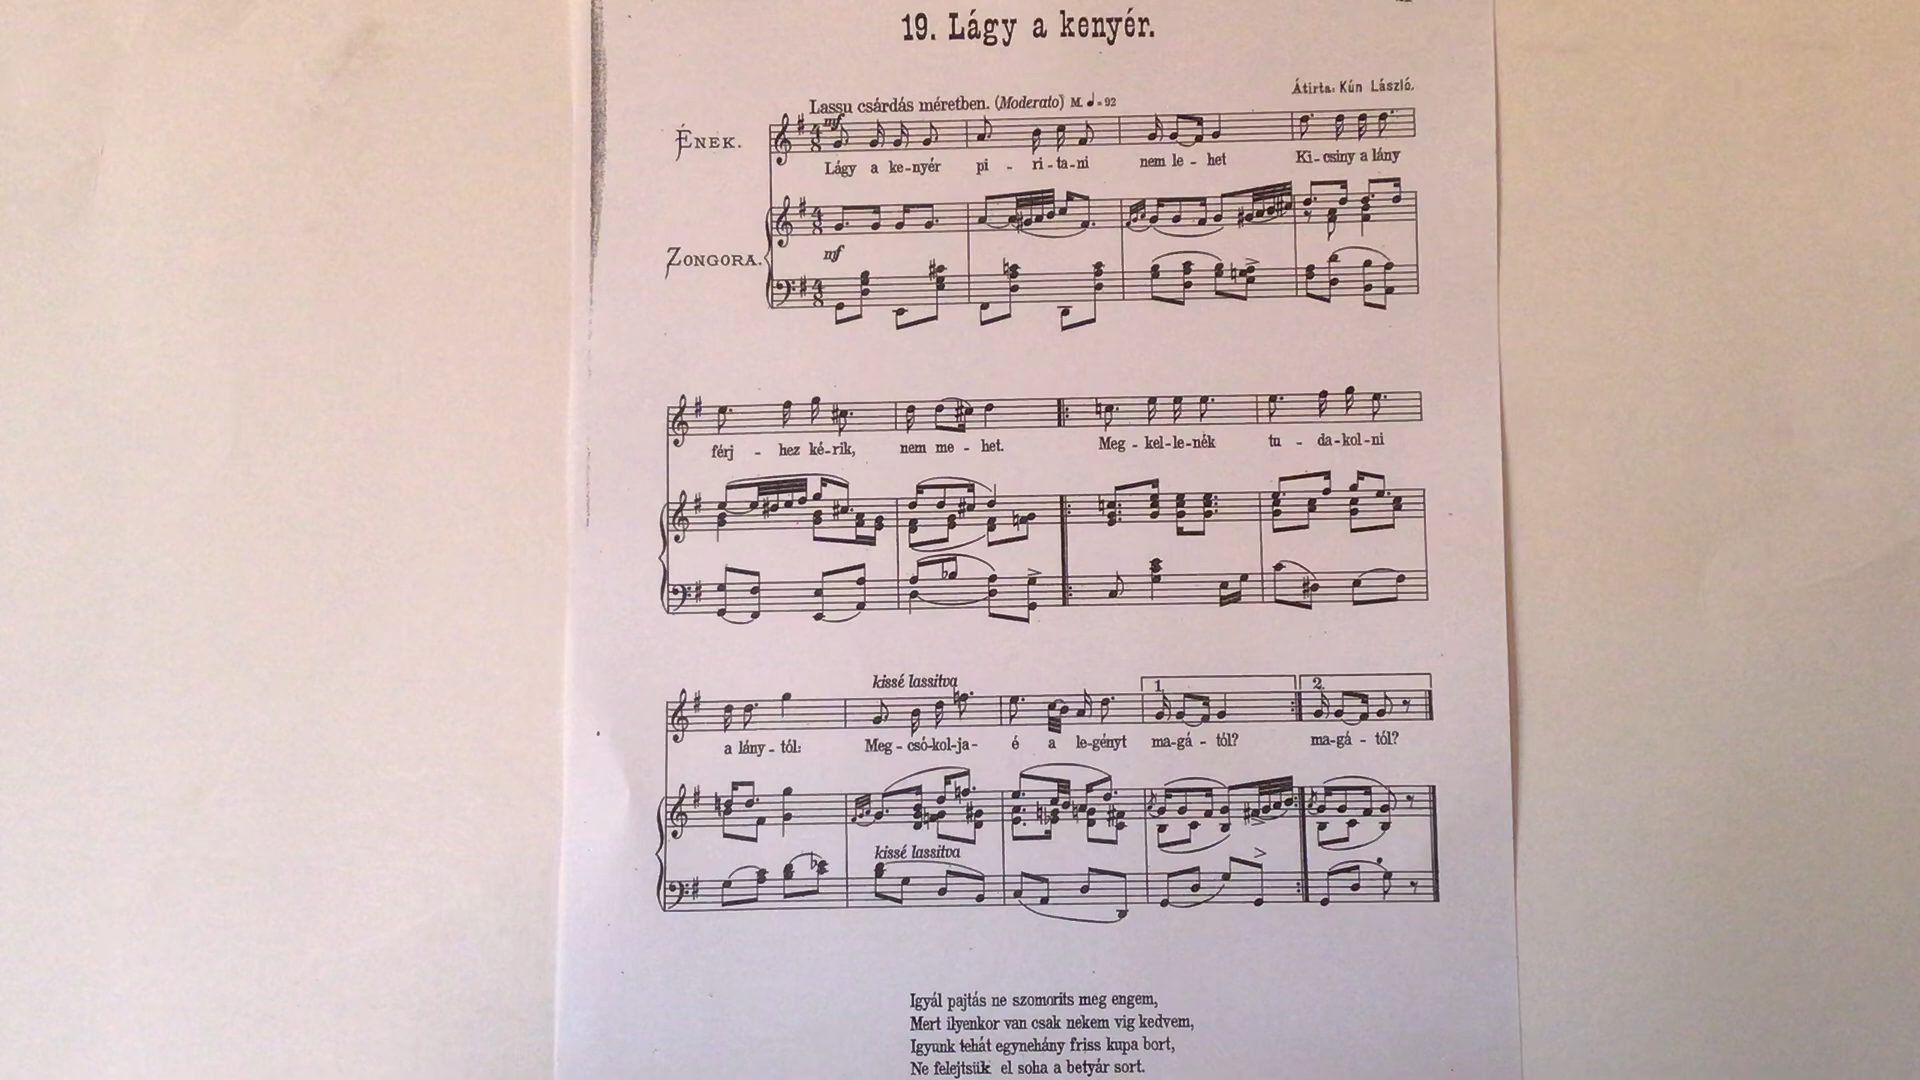 19. Lágy a kenyér.
Átirta: Kún László.
Lassu csárdás méretben. (Moderato) M. ♩=92
mf
ÉNEK.
Lágy a ke-nyér pi - ri-ta-ni nem le - het Ki-csiny a lány
ZONGORA.
mf
férj - hez ké-rik, nem me - het. Meg-kel-le-nék tu - da-kol-ni
kissé lassitva
1. 2.
a lány-tól: Meg-csó-kol-ja- é a le-gényt ma-gá - tól? ma-gá - tól?
kissé lassitva
Igyál pajtás ne szomorits meg engem,
Mert ilyenkor van csak nekem vig kedvem,
Igyunk tehát egynehány friss kupa bort,
Ne felejtsük el soha a betyár sort.